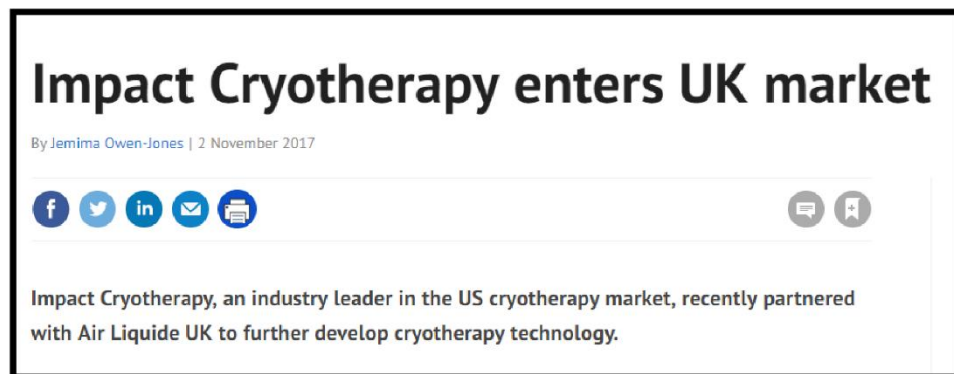 Impact Cryotherapy enters UK market
By Jemima Owen-Jones | 2 November 2017
f in
Impact Cryotherapy, an industry leader in the US cryotherapy market, recently partnered
with Air Liquide UK to further develop cryotherapy technology.